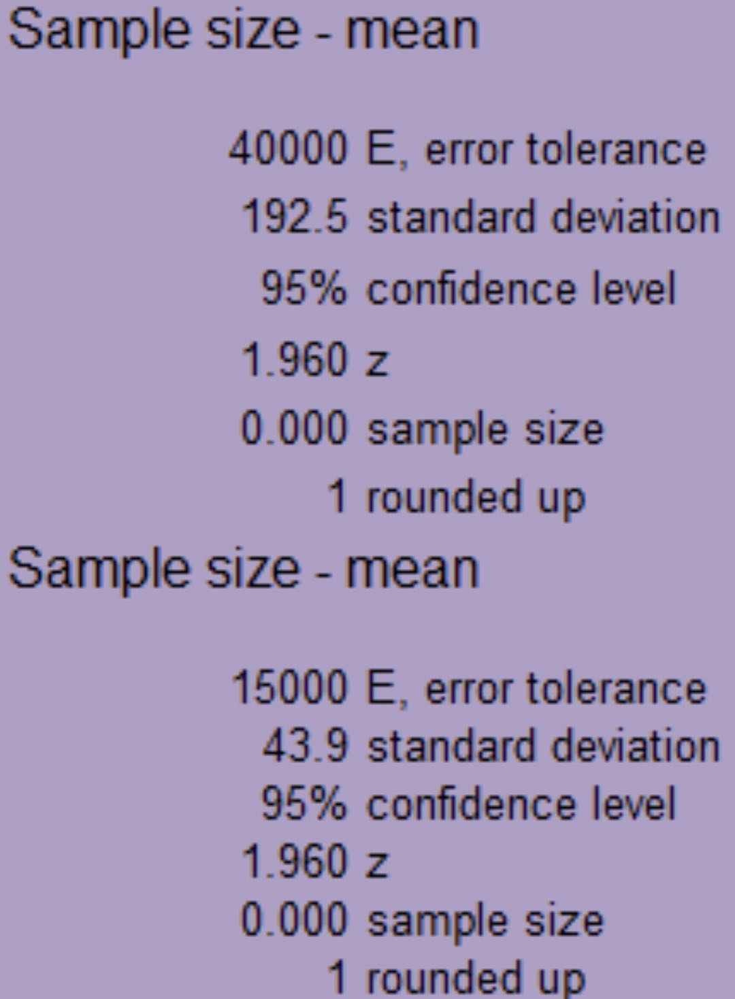 Sample size - mean
40000 E, error tolerance
192.5 standard deviation
95% confidence level
1.960 z
0.000 sample size
1 rounded up
Sample size - mean
15000 E, error tolerance
43.9 standard deviation
95% confidence level
1.960 z
0.000 sample size
1 rounded up